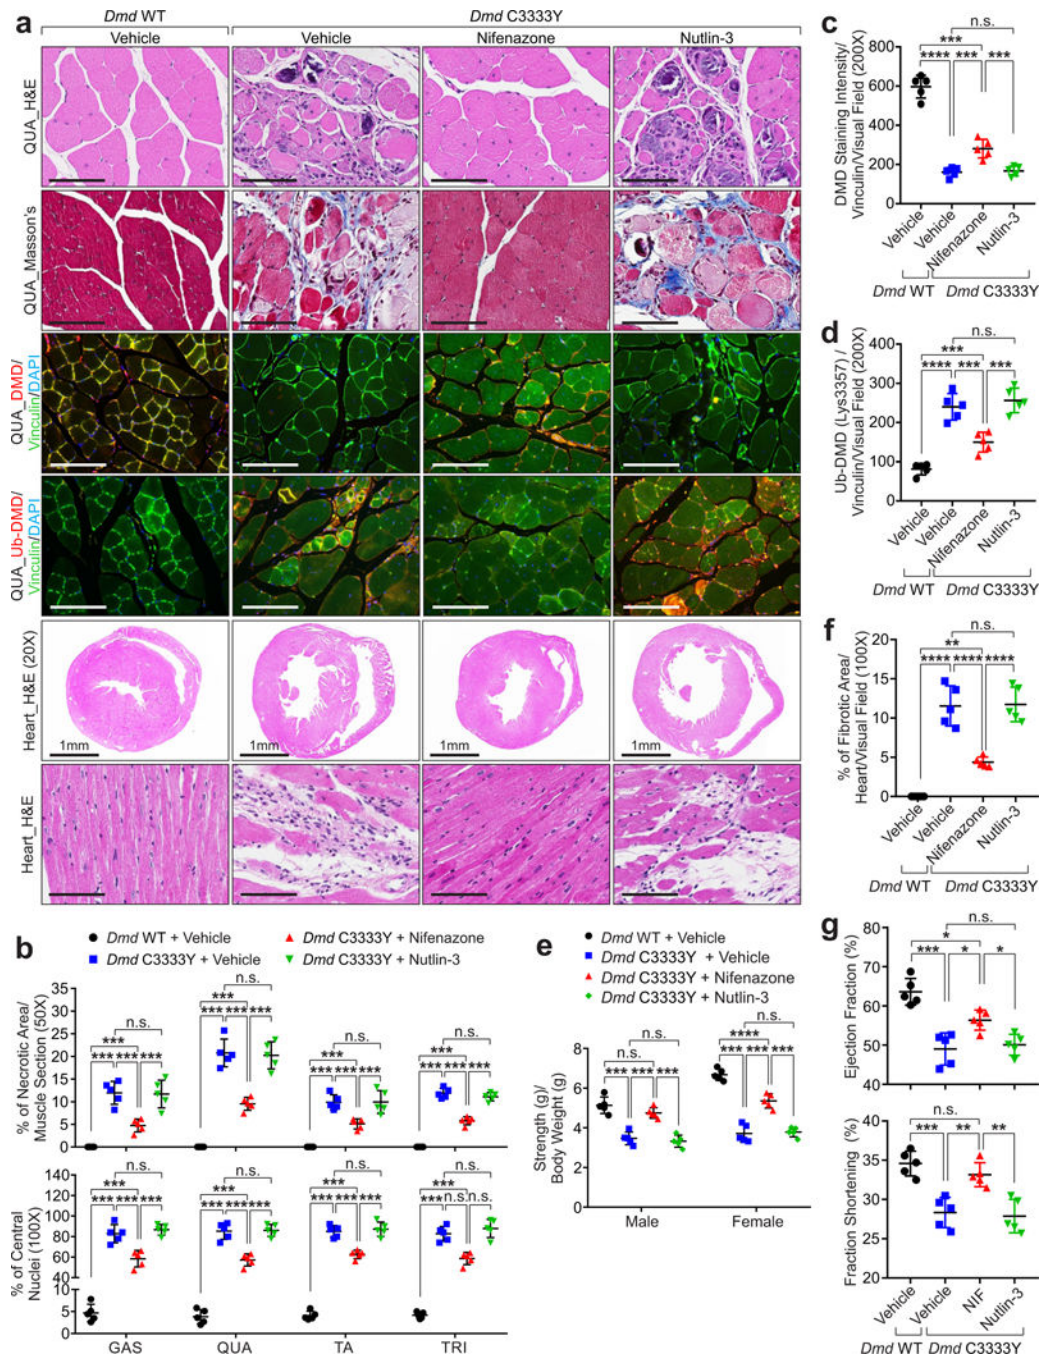 a
Dmd WT
Dmd C3333Y
Vehicle
Vehicle
Nifenazone
Nutlin-3
QUA_H&E
QUA_Masson's
QUA_DMD/
Vinculin/DAPI
QUA_Ub-DMD/
Vinculin/DAPI
Heart_H&E (20X)
1mm
1mm
1mm
1mm
Heart_H&E
b
Dmd WT + Vehicle
Dmd C3333Y + Vehicle
Dmd C3333Y + Nifenazone
Dmd C3333Y + Nutlin-3
% of Necrotic Area/
Muscle Section (50X)
35
30
25
20
15
10
5
0
n.s.
***
*** *** ***
n.s.
***
*** *** ***
n.s.
***
*** *** ***
n.s.
***
*** *** ***
% of Central
Nuclei (100X)
140
120
100
80
60
40
10
5
0
n.s.
***
*** *** ***
n.s.
***
*** *** ***
n.s.
***
*** *** ***
n.s.
***
*** n.s. n.s.
GAS
QUA
TA
TRI
c
DMD Staining Intensity/
Vinculin/Visual Field (200X)
800
600
400
200
0
n.s.
***
**** *** ***
Vehicle
Vehicle
Nifenazone
Nutlin-3
Dmd WT
Dmd C3333Y
d
Ub-DMD (Lys3357) /
Vinculin/Visual Field (200X)
400
300
200
100
0
n.s.
***
**** *** ***
Vehicle
Vehicle
Nifenazone
Nutlin-3
Dmd WT
Dmd C3333Y
e
Dmd WT + Vehicle
Dmd C3333Y + Vehicle
Dmd C3333Y + Nifenazone
Dmd C3333Y + Nutlin-3
Strength (g)/
Body Weight (g)
8
6
4
2
0
n.s.
n.s.
*** *** ***
n.s.
****
*** *** ***
Male
Female
f
% of Fibrotic Area/
Heart/Visual Field (100X)
20
15
10
5
0
n.s.
**
**** **** ****
Vehicle
Vehicle
Nifenazone
Nutlin-3
Dmd WT
Dmd C3333Y
g
Ejection Fraction (%)
80
70
60
50
40
n.s.
*
*** * *
Fraction Shortening (%)
40
35
30
25
20
n.s.
n.s.
*** ** **
Vehicle
Vehicle
NIF
Nutlin-3
Dmd WT
Dmd C3333Y